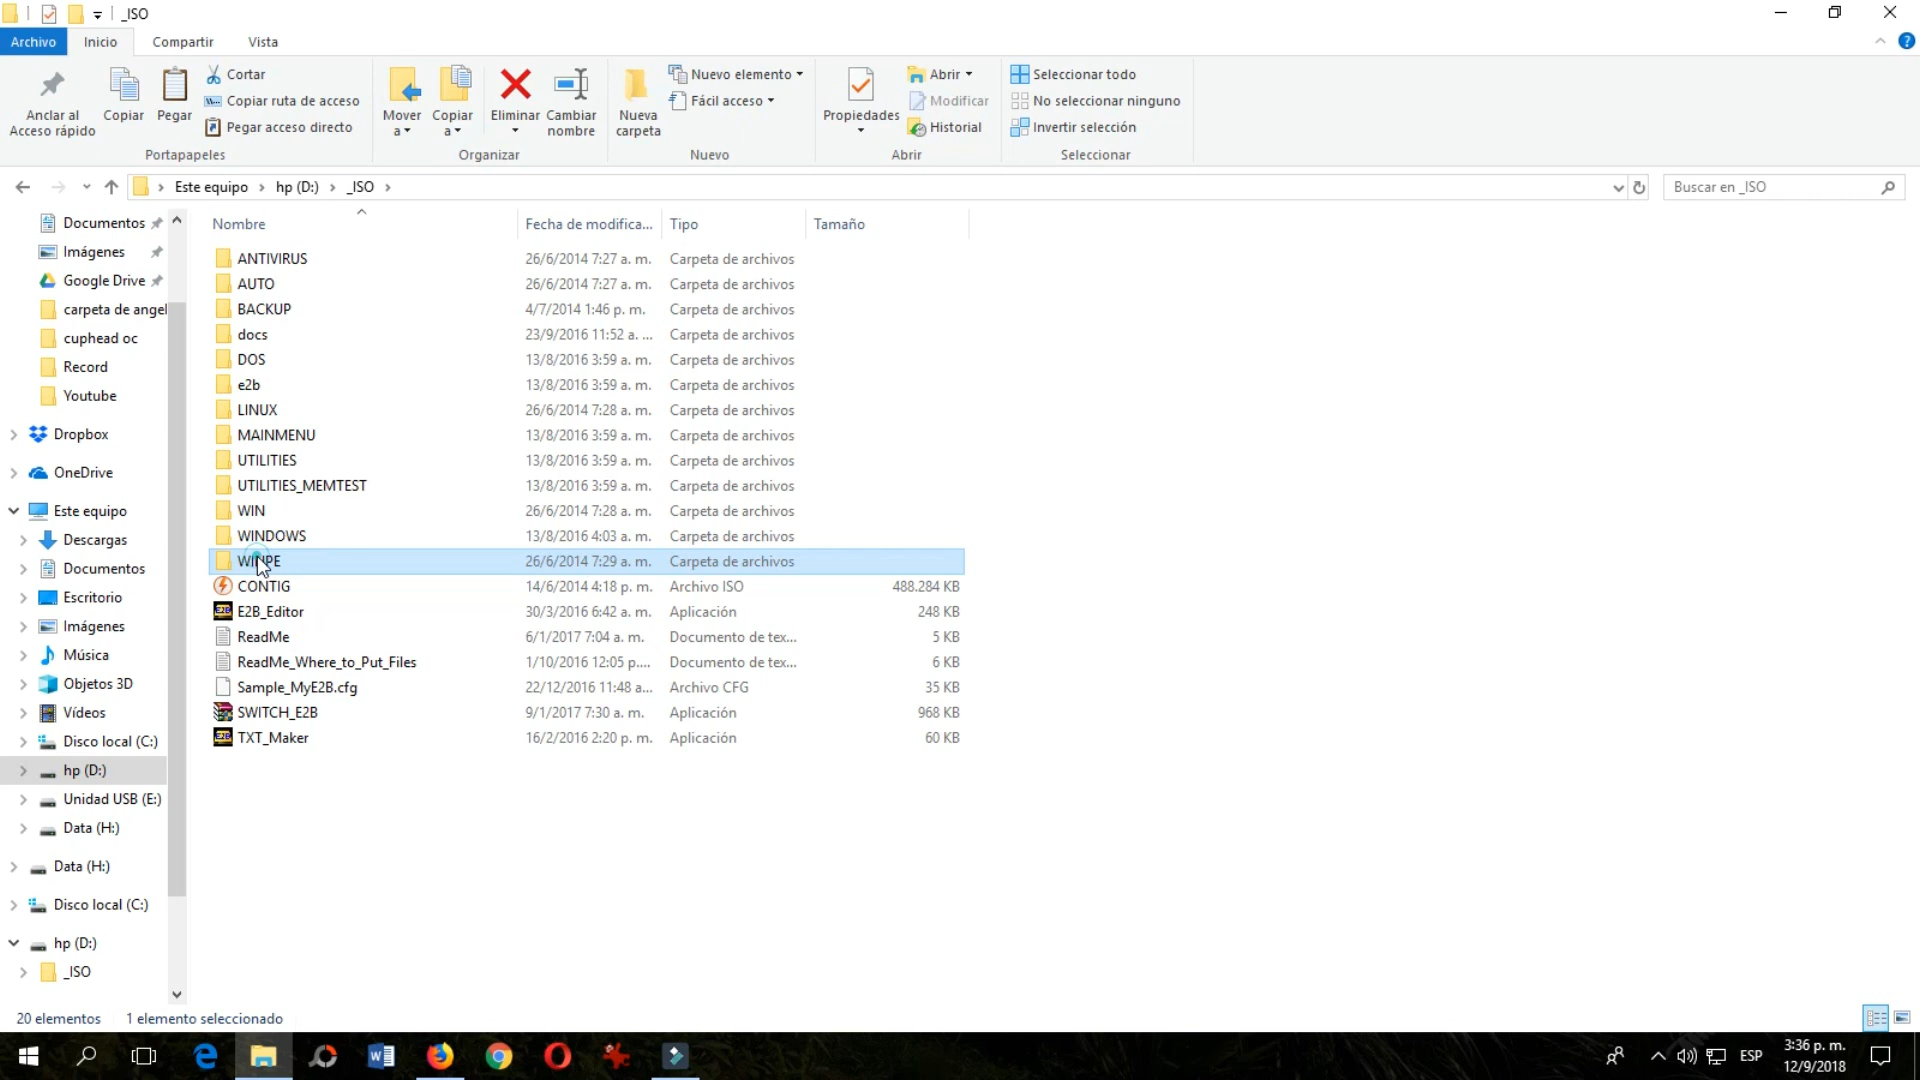 _ISO
Archivo
Inicio
Compartir
Vista
Anclar al
Acceso rápido
Copiar
Pegar
Cortar
Copiar ruta de acceso
Pegar acceso directo
Portapapeles
Mover
a
Copiar
a
Eliminar
Cambiar
nombre
Organizar
Nueva
carpeta
Nuevo elemento
Fácil acceso
Nuevo
Propiedades
Abrir
Modificar
Historial
Abrir
Seleccionar todo
No seleccionar ninguno
Invertir selección
Seleccionar
Este equipo > hp (D:) > _ISO >
Buscar en _ISO
Documentos
Imágenes
Google Drive
carpeta de angel
cuphead oc
Record
Youtube
Dropbox
OneDrive
Este equipo
Descargas
Documentos
Escritorio
Imágenes
Música
Objetos 3D
Vídeos
Disco local (C:)
hp (D:)
Unidad USB (E:)
Data (H:)
Data (H:)
Disco local (C:)
hp (D:)
_ISO
Nombre Fecha de modifica... Tipo Tamaño
ANTIVIRUS 26/6/2014 7:27 a. m. Carpeta de archivos
AUTO 26/6/2014 7:27 a. m. Carpeta de archivos
BACKUP 4/7/2014 1:46 p. m. Carpeta de archivos
docs 23/9/2016 11:52 a. ... Carpeta de archivos
DOS 13/8/2016 3:59 a. m. Carpeta de archivos
e2b 13/8/2016 3:59 a. m. Carpeta de archivos
LINUX 26/6/2014 7:28 a. m. Carpeta de archivos
MAINMENU 13/8/2016 3:59 a. m. Carpeta de archivos
UTILITIES 13/8/2016 3:59 a. m. Carpeta de archivos
UTILITIES_MEMTEST 13/8/2016 3:59 a. m. Carpeta de archivos
WIN 26/6/2014 7:28 a. m. Carpeta de archivos
WINDOWS 13/8/2016 4:03 a. m. Carpeta de archivos
WINPE 26/6/2014 7:29 a. m. Carpeta de archivos
CONTIG 14/6/2014 4:18 p. m. Archivo ISO 488.284 KB
E2B_Editor 30/3/2016 6:42 a. m. Aplicación 248 KB
ReadMe 6/1/2017 7:04 a. m. Documento de tex... 5 KB
ReadMe_Where_to_Put_Files 1/10/2016 12:05 p.... Documento de tex... 6 KB
Sample_MyE2B.cfg 22/12/2016 11:48 a... Archivo CFG 35 KB
SWITCH_E2B 9/1/2017 7:30 a. m. Aplicación 968 KB
TXT_Maker 16/2/2016 2:20 p. m. Aplicación 60 KB
20 elementos 1 elemento seleccionado
ESP
3:36 p. m.
12/9/2018